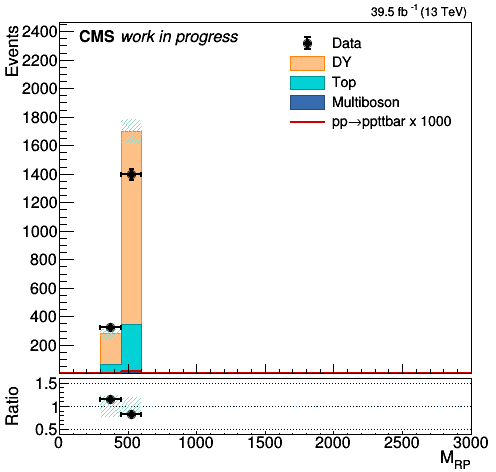 39.5 fb⁻¹ (13 TeV)
CMS work in progress
Events
2400
2200
2000
1800
1600
1400
1200
1000
800
600
400
200
Data
DY
Top
Multiboson
pp→ppttbar x 1000
Ratio
1.5
1
0.5
0 500 1000 1500 2000 2500 3000
M_RP